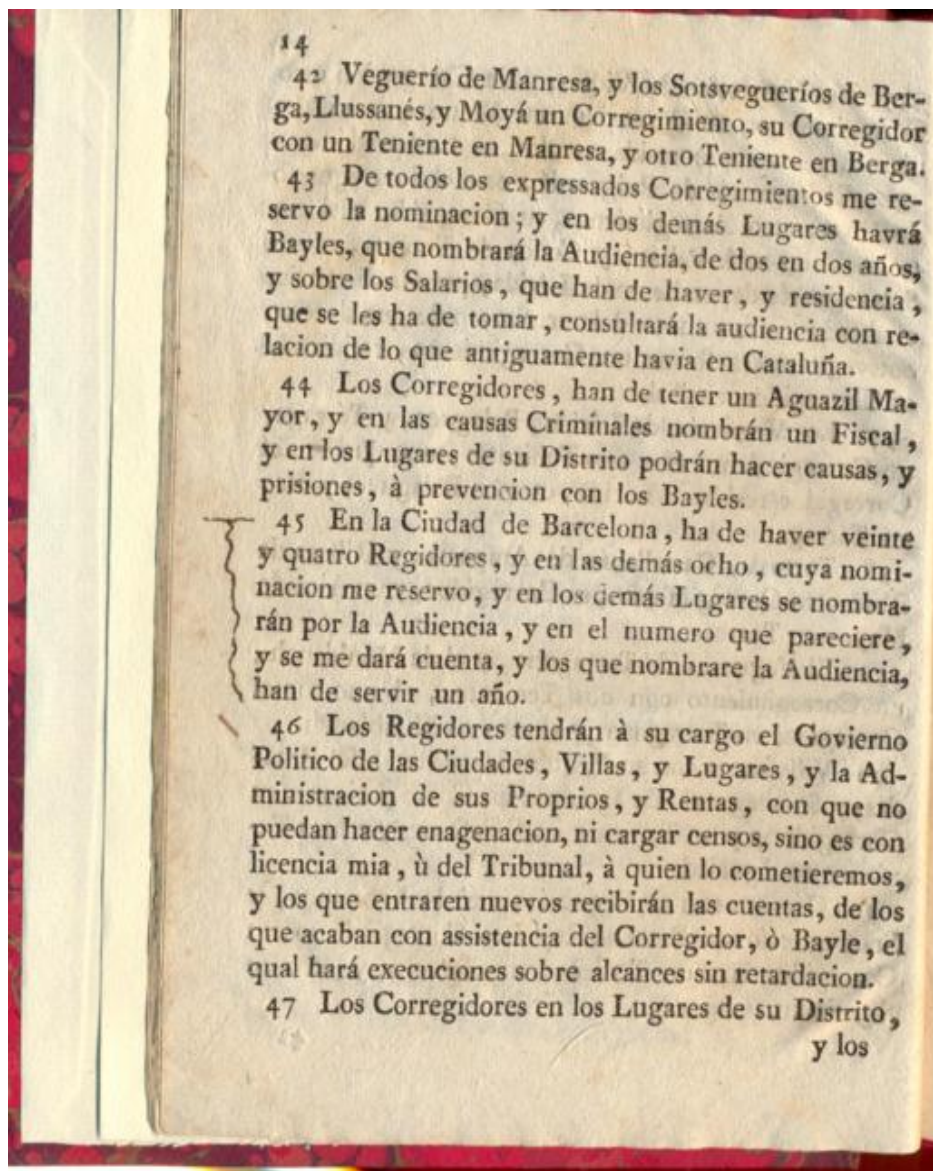 14
42 Veguerío de Manresa, y los Sotsvegueríos de Ber-
ga, Llussanés, y Moyá un Corregimiento, su Corregidor
con un Teniente en Manresa, y otro Teniente en Berga.
43 De todos los expressados Corregimientos me re-
servo la nominacion; y en los demás Lugares havrá
Bayles, que nombrará la Audiencia, de dos en dos años,
y sobre los Salarios, que han de haver, y residencia,
que se les ha de tomar, consultará la audiencia con re-
lacion de lo que antiguamente havia en Cataluña.
44 Los Corregidores, han de tener un Aguazil Ma-
yor, y en las causas Criminales nombrán un Fiscal,
y en los Lugares de su Distrito podrán hacer causas, y
prisiones, à prevencion con los Bayles.
45 En la Ciudad de Barcelona, ha de haver veinte
y quatro Regidores, y en las demás ocho, cuya nomi-
nacion me reservo, y en los demás Lugares se nombra-
rán por la Audiencia, y en el numero que pareciere,
y se me dará cuenta, y los que nombrare la Audiencia,
han de servir un año.
46 Los Regidores tendrán à su cargo el Govierno
Politico de las Ciudades, Villas, y Lugares, y la Ad-
ministracion de sus Proprios, y Rentas, con que no
puedan hacer enagenacion, ni cargar censos, sino es con
licencia mia, ù del Tribunal, à quien lo cometieremos,
y los que entraren nuevos recibirán las cuentas, de los
que acaban con assistencia del Corregidor, ò Bayle, el
qual hará execuciones sobre alcances sin retardacion.
47 Los Corregidores en los Lugares de su Distrito,
y los